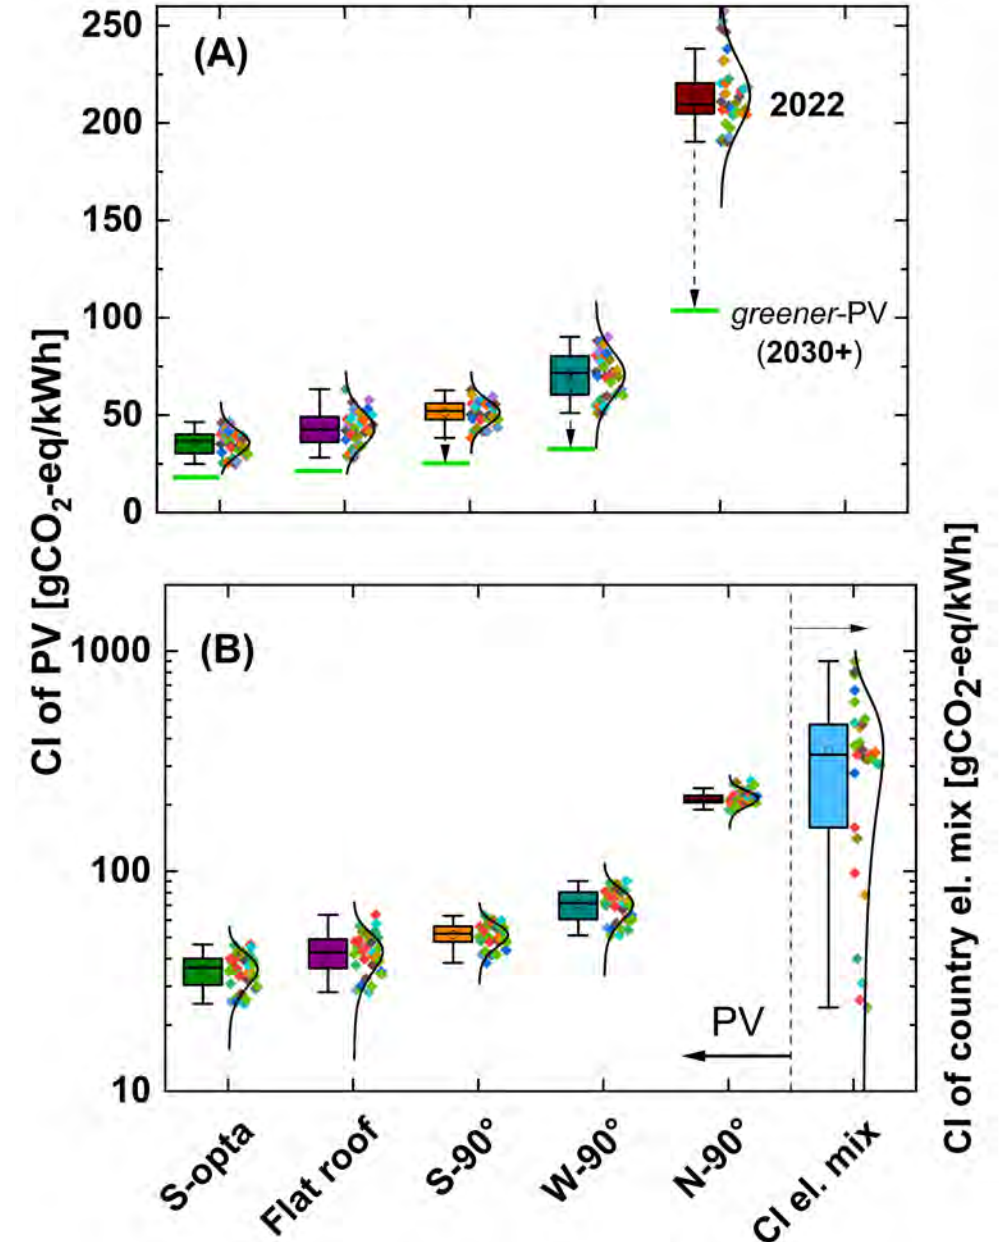 CI of PV [gCO₂-eq/kWh]
(A)
250
200
150
100
50
0
2022
greener-PV
(2030+)
(B)
1000
100
10
PV
CI of country el. mix [gCO₂-eq/kWh]
S-opta
Flat roof
S-90°
W-90°
N-90°
CI el. mix